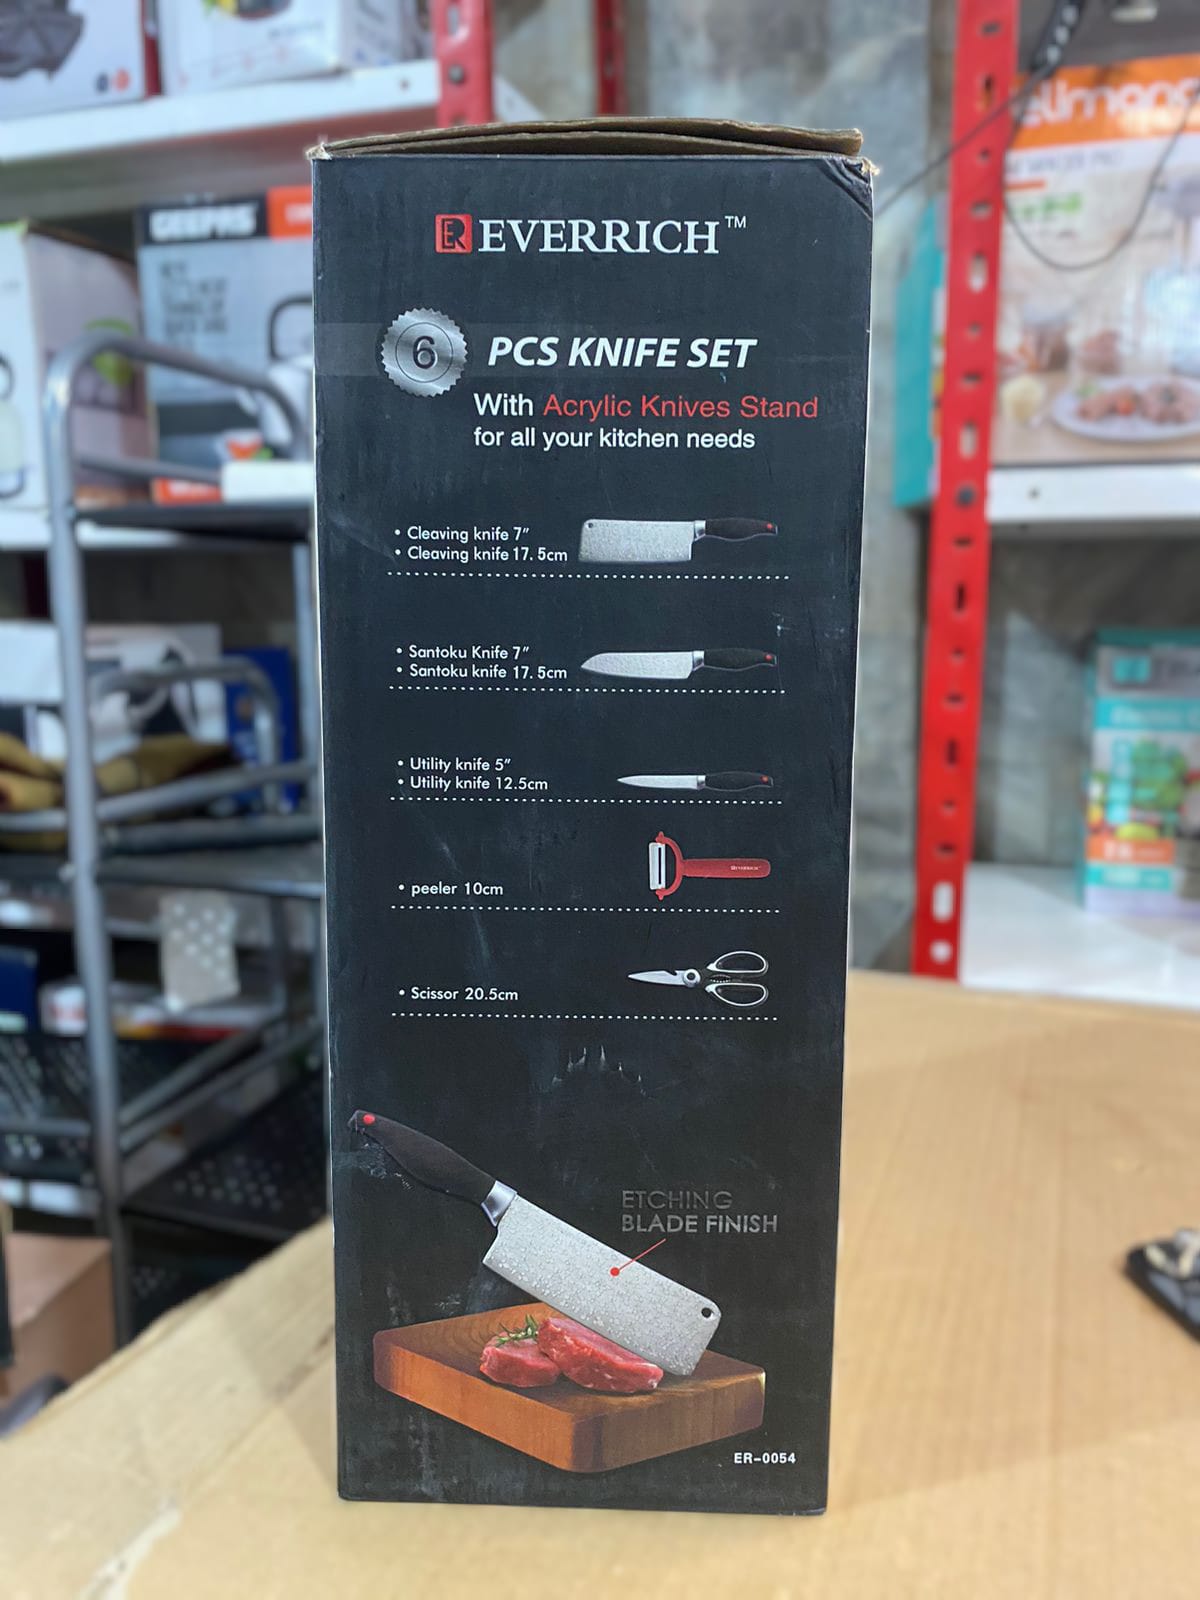 EVERRICH™
6 PCS KNIFE SET
With Acrylic Knives Stand
for all your kitchen needs
• Cleaving knife 7"
• Cleaving knife 17. 5cm
• Santoku Knife 7"
• Santoku knife 17. 5cm
• Utility knife 5"
• Utility knife 12.5cm
• peeler 10cm
• Scissor 20.5cm
ETCHING
BLADE FINISH
ER-0054
GEEPAS